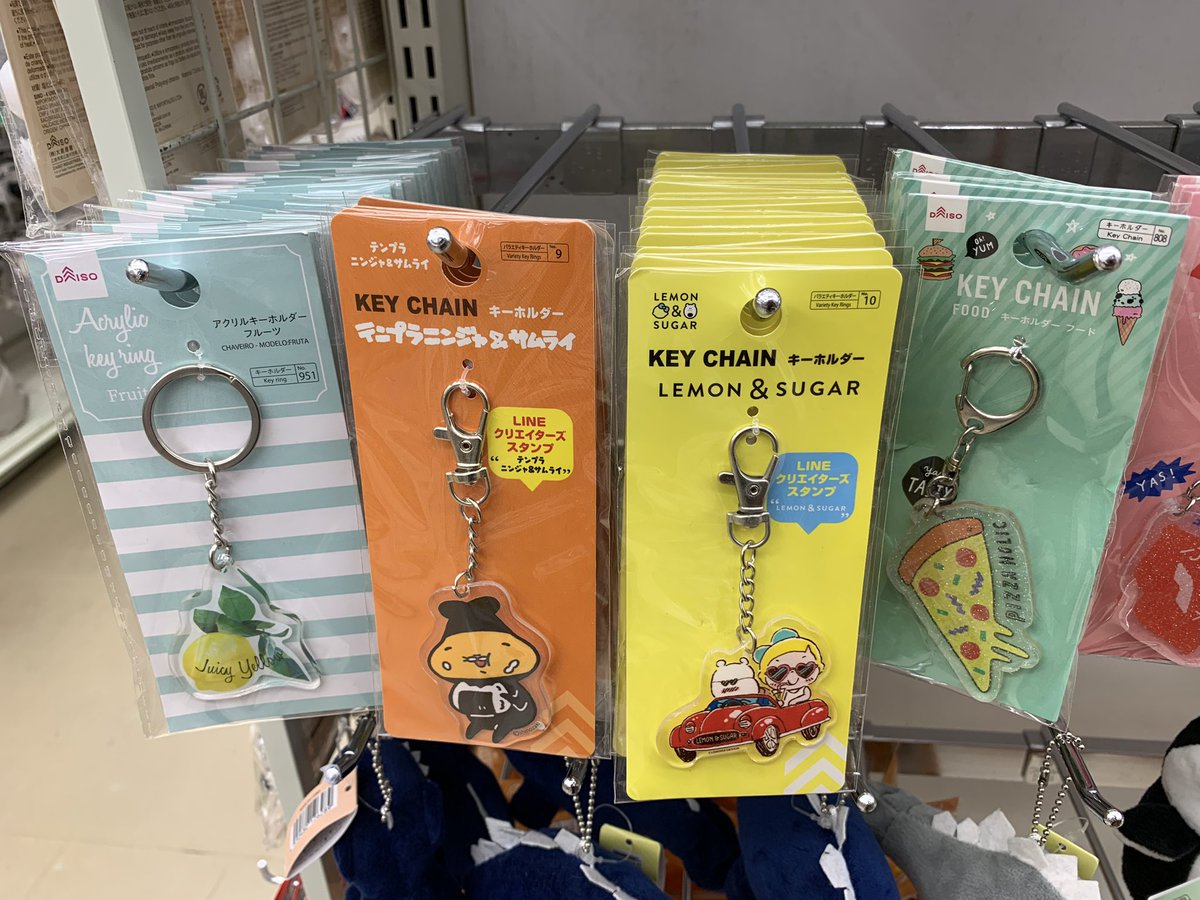 DAISO
Acrylic
key ring
Fruit
アクリルキーホルダー
フルーツ
CHAVEIRO - MODELO:FRUTA
キーホルダー
Key ring
No.
951
Juicy Yellow
テンプラ
ニンジャ&サムライ
バラエティキーホルダー
Variety Key Rings
No.
9
KEY CHAIN キーホルダー
テンプラニンジャ&サムライ
LINE
クリエイターズ
スタンプ
“ テンプラ
ニンジャ&サムライ ”
LEMON
&
SUGAR
バラエティキーホルダー
Variety Key Rings
No.
10
KEY CHAIN キーホルダー
LEMON & SUGAR
LINE
クリエイターズ
スタンプ
“ LEMON & SUGAR ”
LEMON & SUGAR
DAISO
OH!
YUM
キーホルダー
Key Chain
No.
808
KEY CHAIN
FOOD キーホルダー フード
TASTY
PIZZA HOLIC
YAS!
DAISO